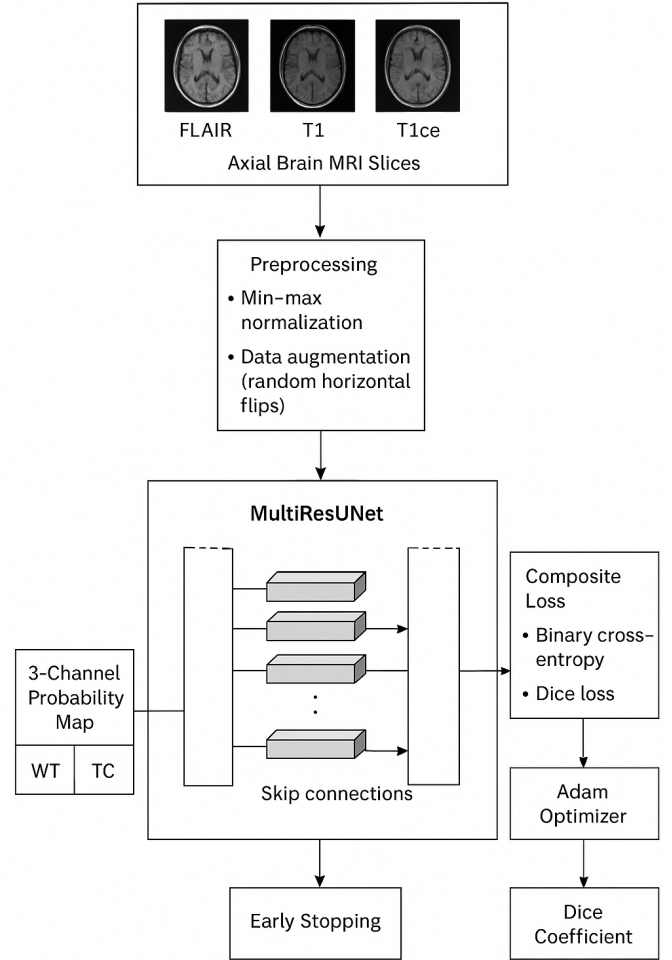 FLAIR
T1
T1ce
Axial Brain MRI Slices
Preprocessing
• Min–max
normalization
• Data augmentation
(random horizontal
flips)
MultiResUNet
Skip connections
3-Channel
Probability
Map
WT
TC
Composite
Loss
• Binary cross–
entropy
• Dice loss
Adam
Optimizer
Early Stopping
Dice
Coefficient